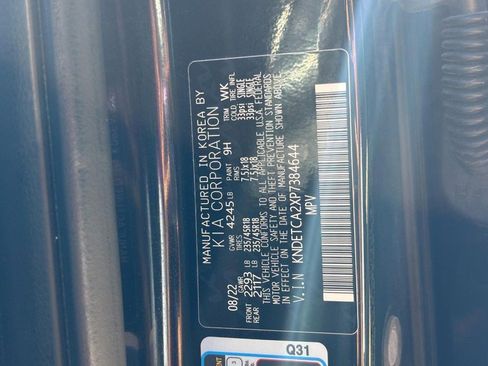 MANUFACTURED IN KOREA BY
KIA CORPORATION
08/22 GVWR 4245 LB PAINT 9H TRIM WK
GAWR TIRES RIMS COLD TIRE INFL.
FRONT 2293 LB 235/45R18 7.5Jx18 33psi SINGLE
REAR 2117 LB 235/45R18 7.5Jx18 33psi SINGLE
THIS VEHICLE CONFORMS TO ALL APPLICABLE U.S.A. FEDERAL
MOTOR VEHICLE SAFETY AND THEFT PREVENTION STANDARDS
IN EFFECT ON THE DATE OF MANUFACTURE SHOWN ABOVE.
V.I.N KNDETCA2XP7384644
MPV
Q31